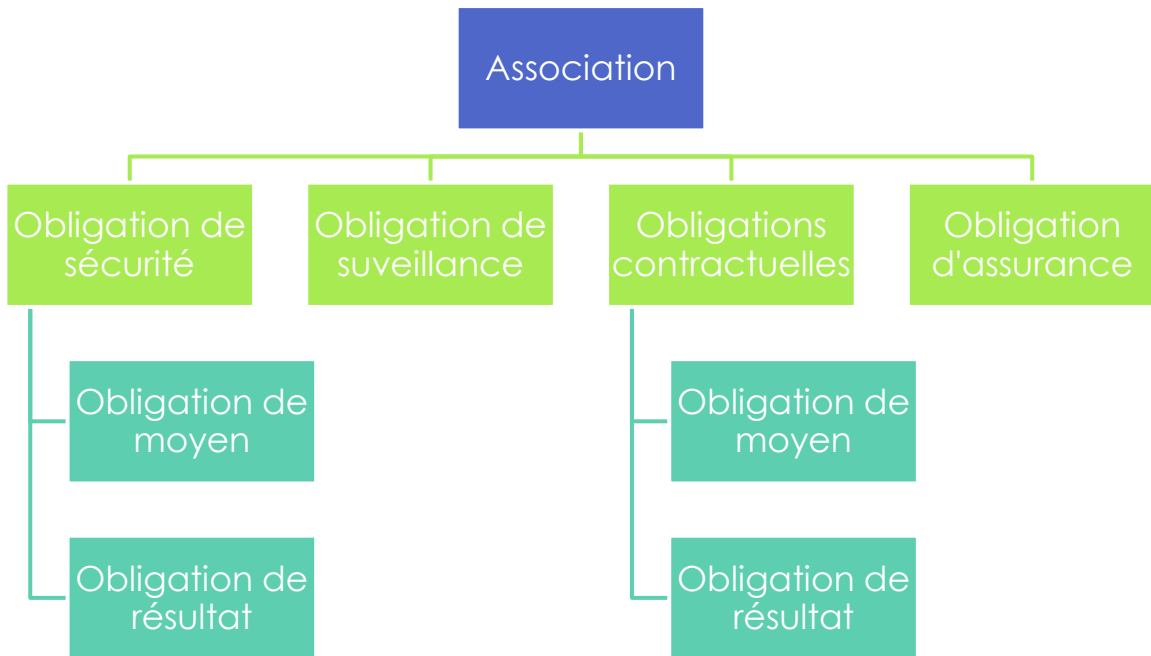 Association
Obligation de
sécurité
Obligation de
suveillance
Obligations
contractuelles
Obligation
d'assurance
Obligation de
moyen
Obligation de
résultat
Obligation de
moyen
Obligation de
résultat